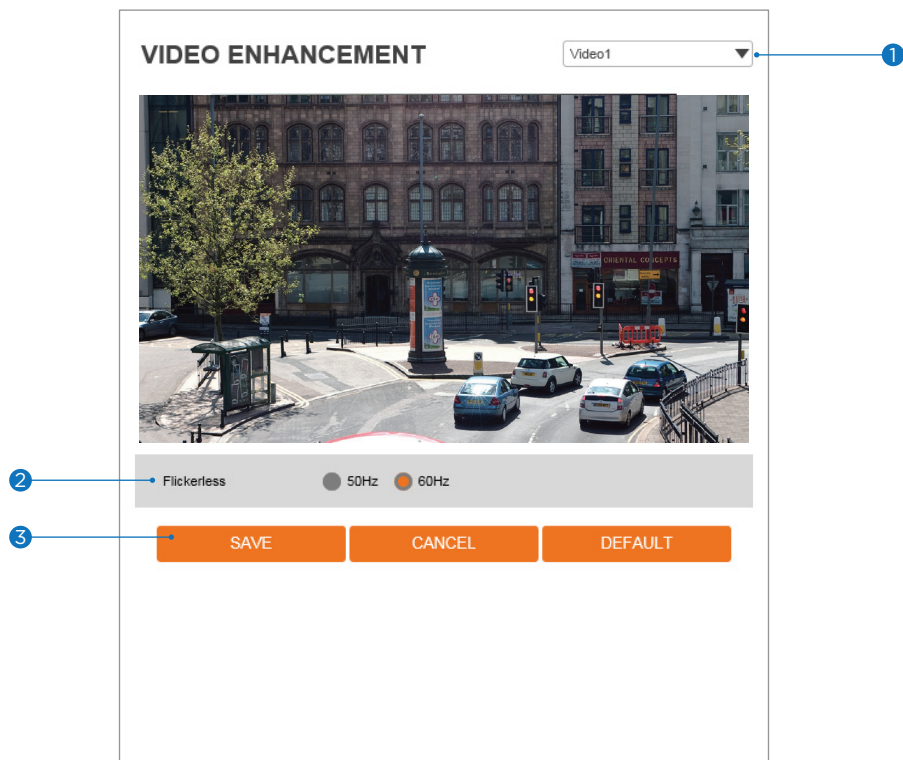 VIDEO ENHANCEMENT
Video1
1
ORIENTAL CONCEPTS
2
Flickerless 50Hz 60Hz
3
SAVE CANCEL DEFAULT